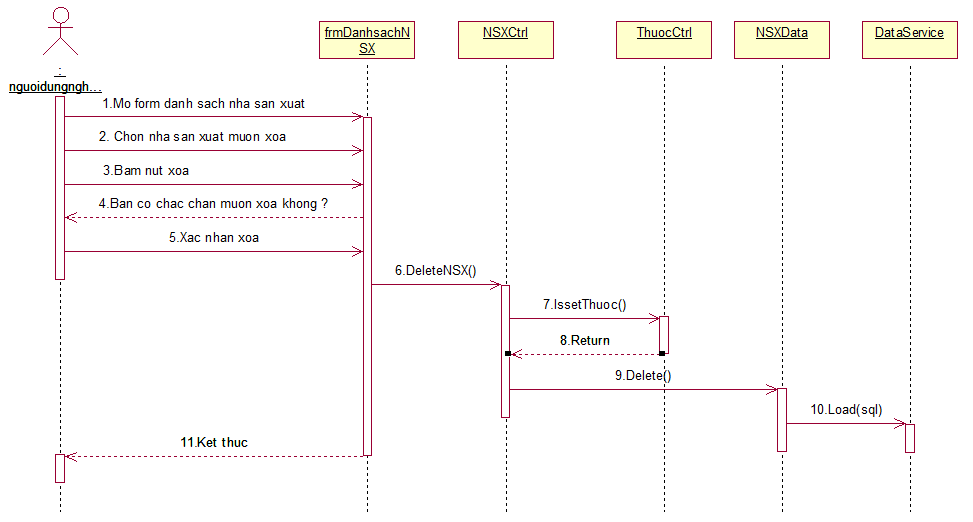 frmDanhsachN
SX
NSXCtrl
ThuocCtrl
NSXData
DataService
:
nguoidungngh...
1.Mo form danh sach nha san xuat
2. Chon nha san xuat muon xoa
3.Bam nut xoa
4.Ban co chac chan muon xoa khong ?
5.Xac nhan xoa
6.DeleteNSX()
7.IssetThuoc()
8.Return
9.Delete()
10.Load(sql)
11.Ket thuc